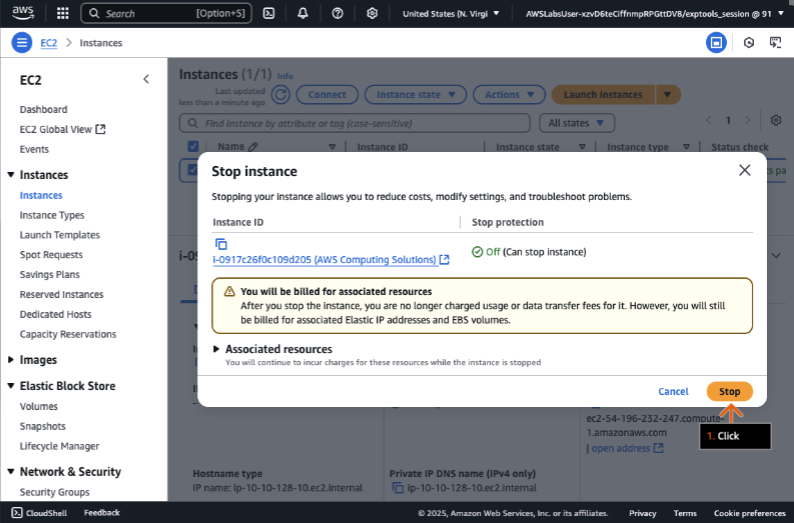 aws
Search [Option+S]
United States (N. Virgi
AWSLabsUser-xzvD6teCiffnmpRPGttDV8/exptools_session @ 91
EC2 > Instances
EC2
Dashboard
EC2 Global View
Events
Instances
Instances
Instance Types
Launch Templates
Spot Requests
Savings Plans
Reserved Instances
Dedicated Hosts
Capacity Reservations
Images
Elastic Block Store
Volumes
Snapshots
Lifecycle Manager
Network & Security
Security Groups
Instances (1/1) Info
Last updated
less than a minute ago
Connect
Instance state
Actions
Launch instances
Find Instance by attribute or tag (case-sensitive)
All states
1
Name
Instance ID
Instance state
Instance type
Status check
Stop instance
Stopping your instance allows you to reduce costs, modify settings, and troubleshoot problems.
Instance ID
Stop protection
i-0917c26f0c109d205 (AWS Computing Solutions)
Off (Can stop instance)
You will be billed for associated resources
After you stop the instance, you are no longer charged usage or data transfer fees for it. However, you will still
be billed for associated Elastic IP addresses and EBS volumes.
Associated resources
You will continue to incur charges for these resources while the instance is stopped
Cancel
Stop
1. Click
ec2-54-196-232-247.compute-
1.amazonaws.com
| open address
Hostname type
IP name: ip-10-10-128-10.ec2.internal
Private IP DNS name (IPv4 only)
ip-10-10-128-10.ec2.internal
CloudShell
Feedback
© 2025, Amazon Web Services, Inc. or its affiliates.
Privacy
Terms
Cookie preferences